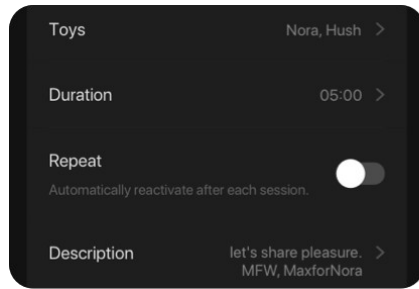 Toys Nora, Hush >
Duration 05:00 >
Repeat
Automatically reactivate after each session.
Description let's share pleasure. >
MFW, MaxforNora